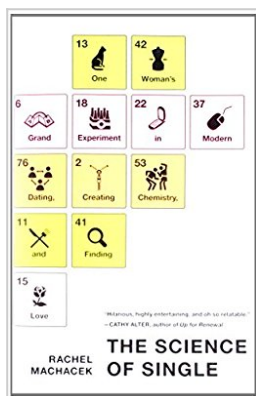 13 42
One Woman's
6 18 22 37
Grand Experiment in Modern
76 2 53
Dating, Creating Chemistry,
11 41
and Finding
15
Love
"Hilarious, highly entertaining, and oh so relatable."
—CATHY ALTER, author of Up for Renewal
RACHEL
MACHACEK
THE SCIENCE
OF SINGLE